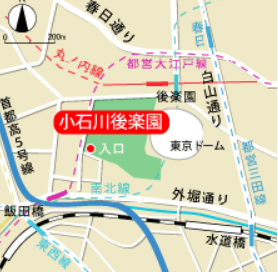 0 200m
春日通り
丸ノ内線
都営大江戸線
春日
白山通り
後楽園
首都高5号線
小石川後楽園
入口
東京ドーム
都営三田線
南北線
外堀通り
飯田橋
東西線
水道橋